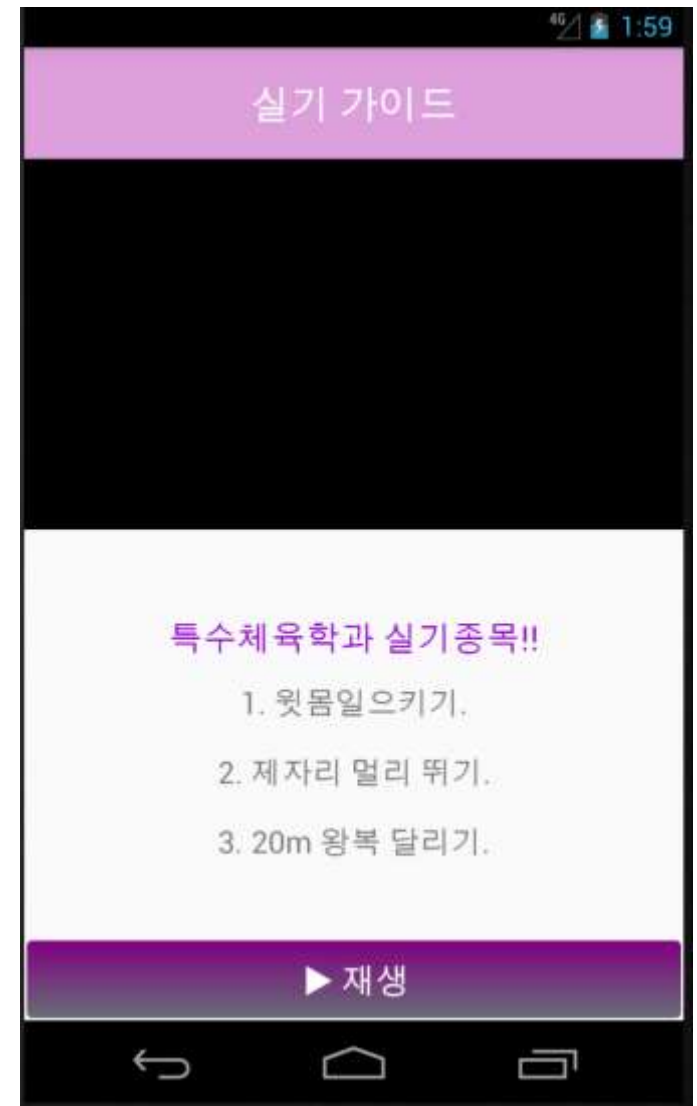 4G 1:59
실기 가이드
특수체육학과 실기종목!!
1. 윗몸일으키기.
2. 제자리 멀리 뛰기.
3. 20m 왕복 달리기.
▶ 재생